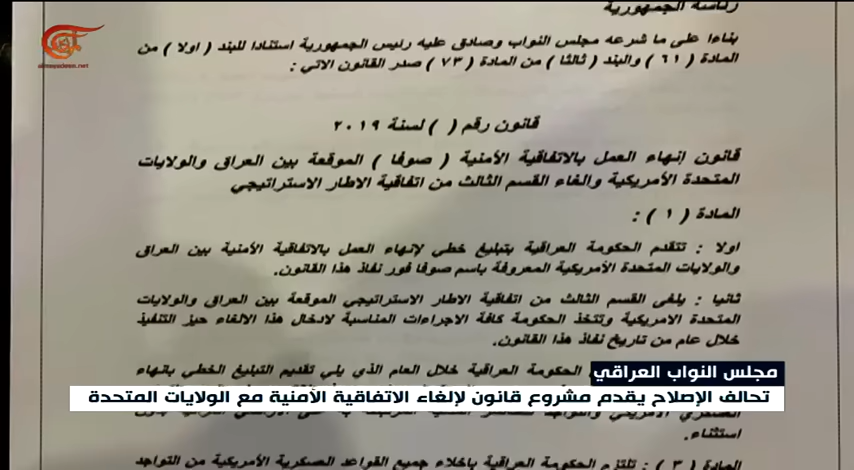 رئاسة الجمهورية
بناءا على ما شرعه مجلس النواب وصادق عليه رئيس الجمهورية استنادا للبند ( اولا ) من
المادة ( ٦١ ) والبند ( ثالثا ) من المادة ( ٧٣ ) صدر القانون الاتي :
قانون رقم (   ) لسنة ٢٠١٩
قانون إنهاء العمل بالاتفاقية الأمنية ( صوفا ) الموقعة بين العراق والولايات
المتحدة الأمريكية والغاء القسم الثالث من اتفاقية الاطار الاستراتيجي
المادة ( ١ ) :
اولا : تتقدم الحكومة العراقية بتبليغ خطي لإنهاء العمل بالاتفاقية الأمنية بين العراق
والولايات المتحدة الأمريكية المعروفة باسم صوفا فور نفاذ هذا القانون.
ثانيا : يلغى القسم الثالث من اتفاقية الاطار الاستراتيجي الموقعة بين العراق والولايات
المتحدة الامريكية وتتخذ الحكومة كافة الاجراءات المناسبة لادخال هذا الالغاء حيز التنفيذ
خلال عام من تاريخ نفاذ هذا القانون.
الحكومة العراقية خلال العام الذي يلي تقديم التبليغ الخطي بانهاء
مجلس النواب العراقي
تحالف الإصلاح يقدم مشروع قانون لإلغاء الاتفاقية الأمنية مع الولايات المتحدة
استثناء.
المادة ( ٣ ) : تلتزم الحكومة العراقية باخلاء جميع القواعد العسكرية الأمريكية من التواجد
almayadeen.net